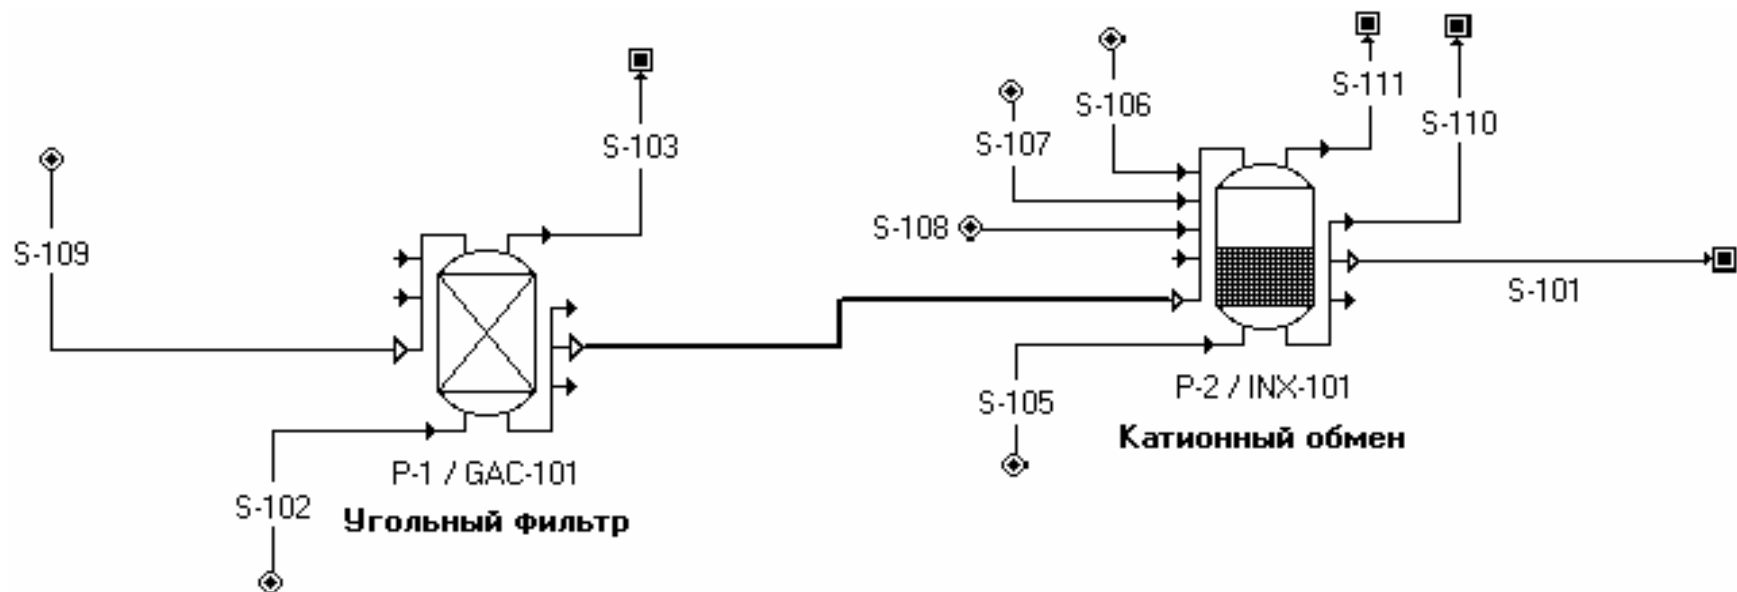 S-109
S-103
S-102
P-1 / GAC-101
Угольный фильтр
S-106
S-107
S-108
S-105
S-111
S-110
S-101
P-2 / INX-101
Катионный обмен